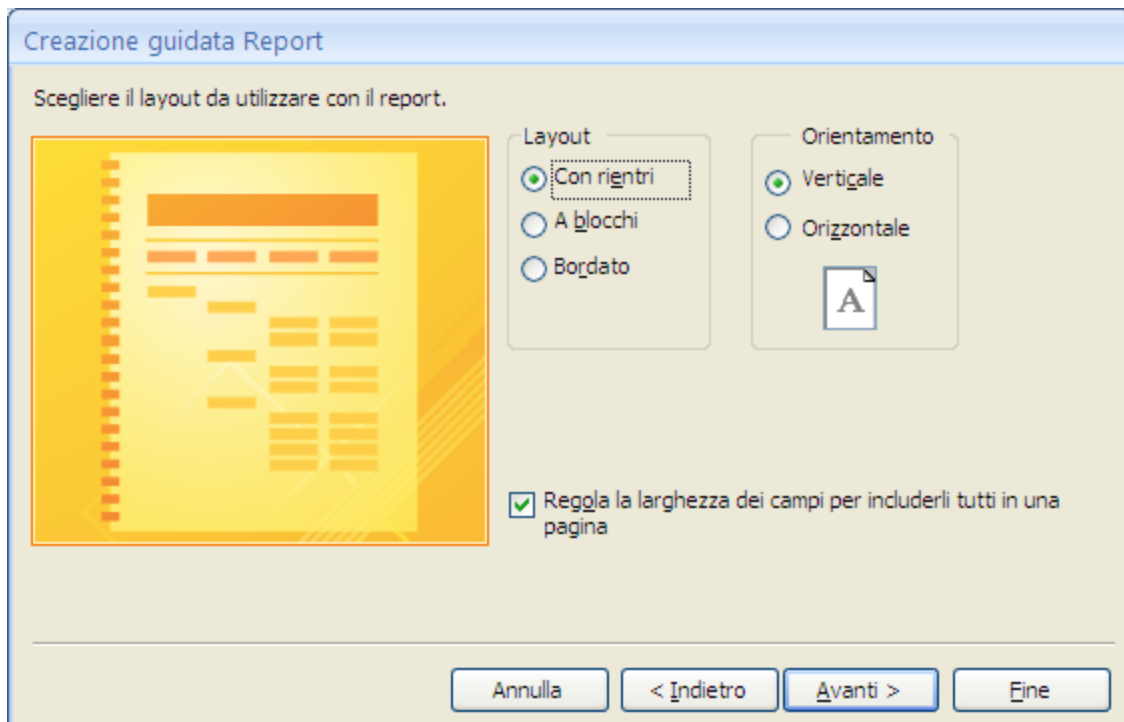 Creazione guidata Report
Scegliere il layout da utilizzare con il report.
Layout
Con rientri
A blocchi
Bordato
Orientamento
Verticale
Orizzontale
A
Regola la larghezza dei campi per includerli tutti in una
pagina
Annulla
< Indietro
Avanti >
Fine